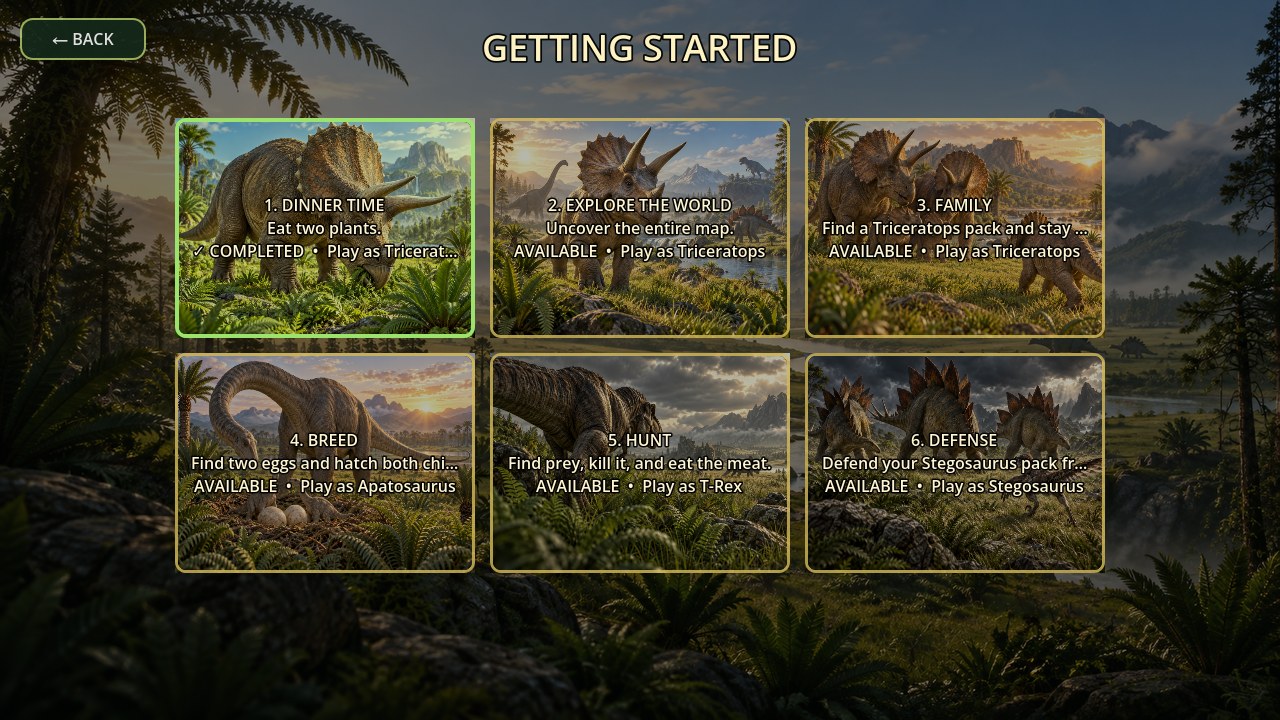 ← BACK
GETTING STARTED
1. DINNER TIME
Eat two plants.
✓ COMPLETED • Play as Tricerat...
2. EXPLORE THE WORLD
Uncover the entire map.
AVAILABLE • Play as Triceratops
3. FAMILY
Find a Triceratops pack and stay ...
AVAILABLE • Play as Triceratops
4. BREED
Find two eggs and hatch both chi...
AVAILABLE • Play as Apatosaurus
5. HUNT
Find prey, kill it, and eat the meat.
AVAILABLE • Play as T-Rex
6. DEFENSE
Defend your Stegosaurus pack fr...
AVAILABLE • Play as Stegosaurus